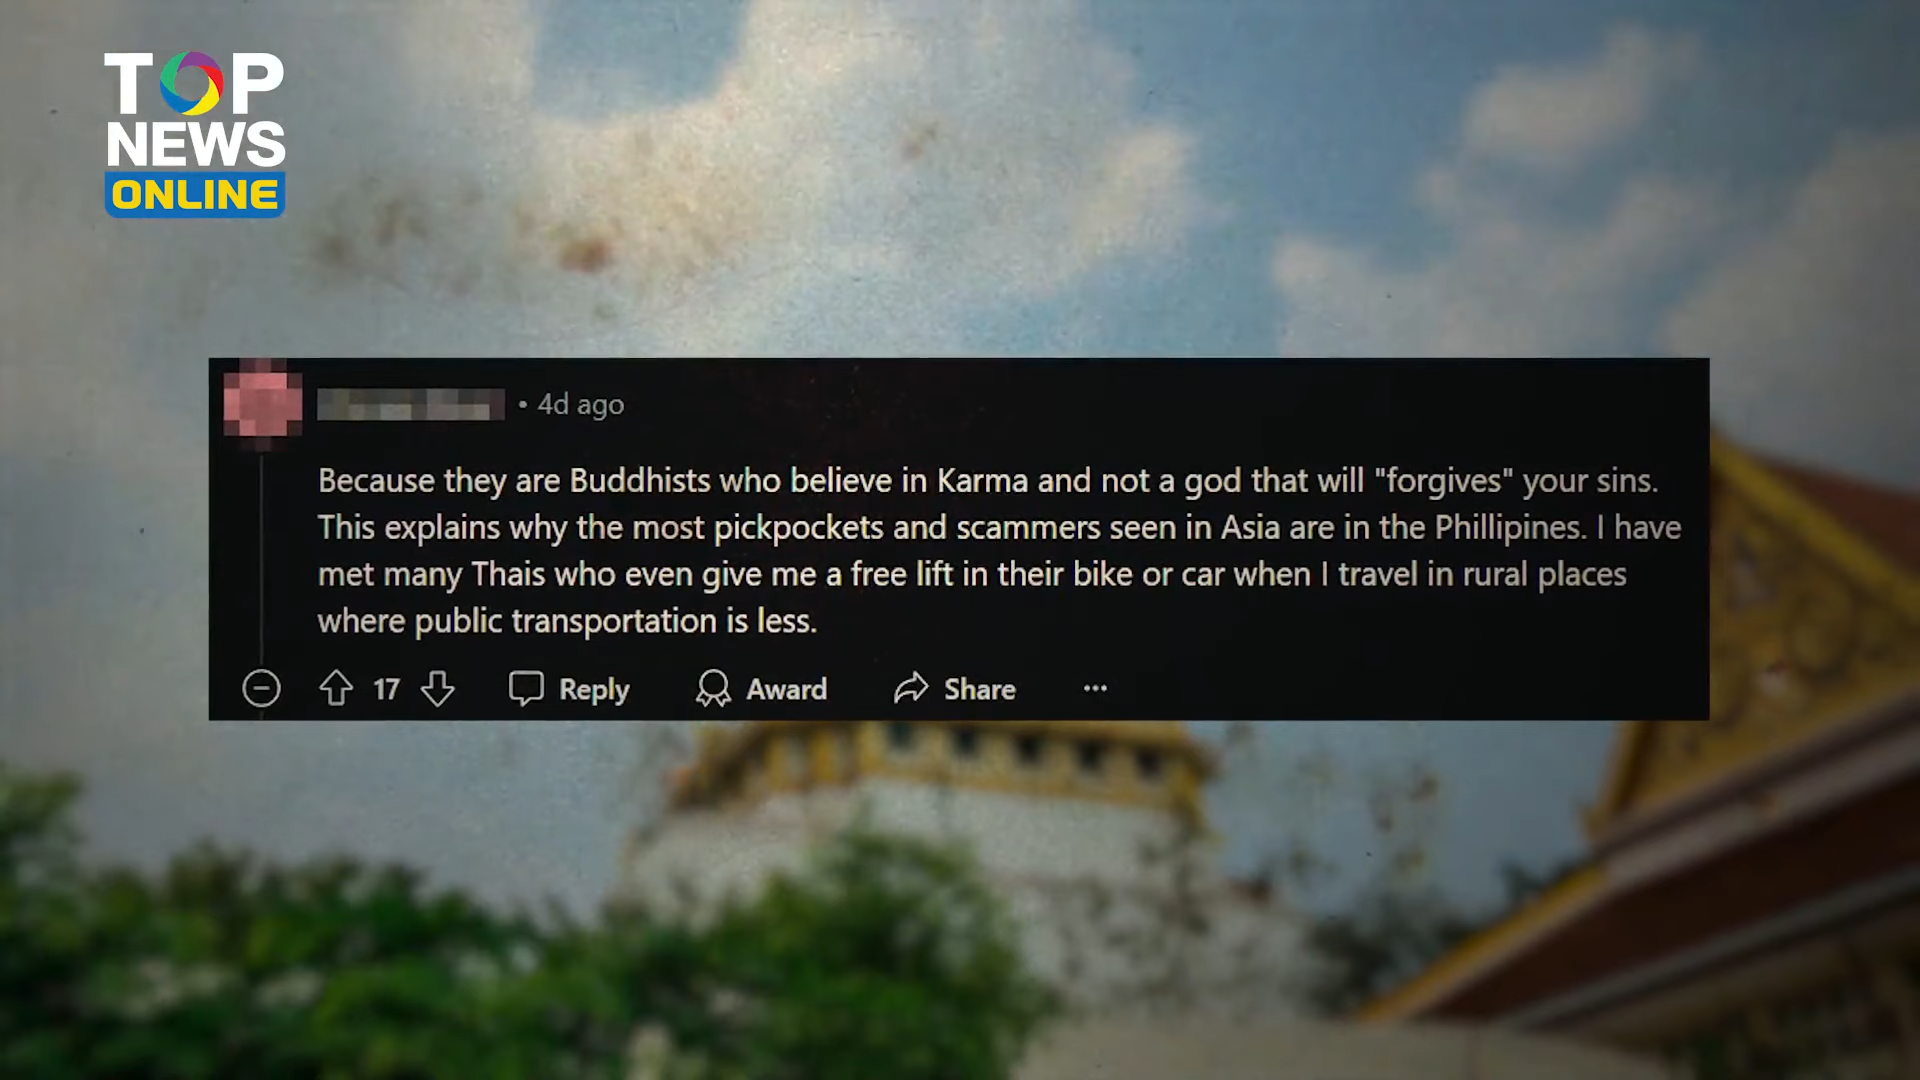 TOP
NEWS
ONLINE
• 4d ago
Because they are Buddhists who believe in Karma and not a god that will "forgives" your sins.
This explains why the most pickpockets and scammers seen in Asia are in the Phillipines. I have
met many Thais who even give me a free lift in their bike or car when I travel in rural places
where public transportation is less.
17 Reply Award Share ...